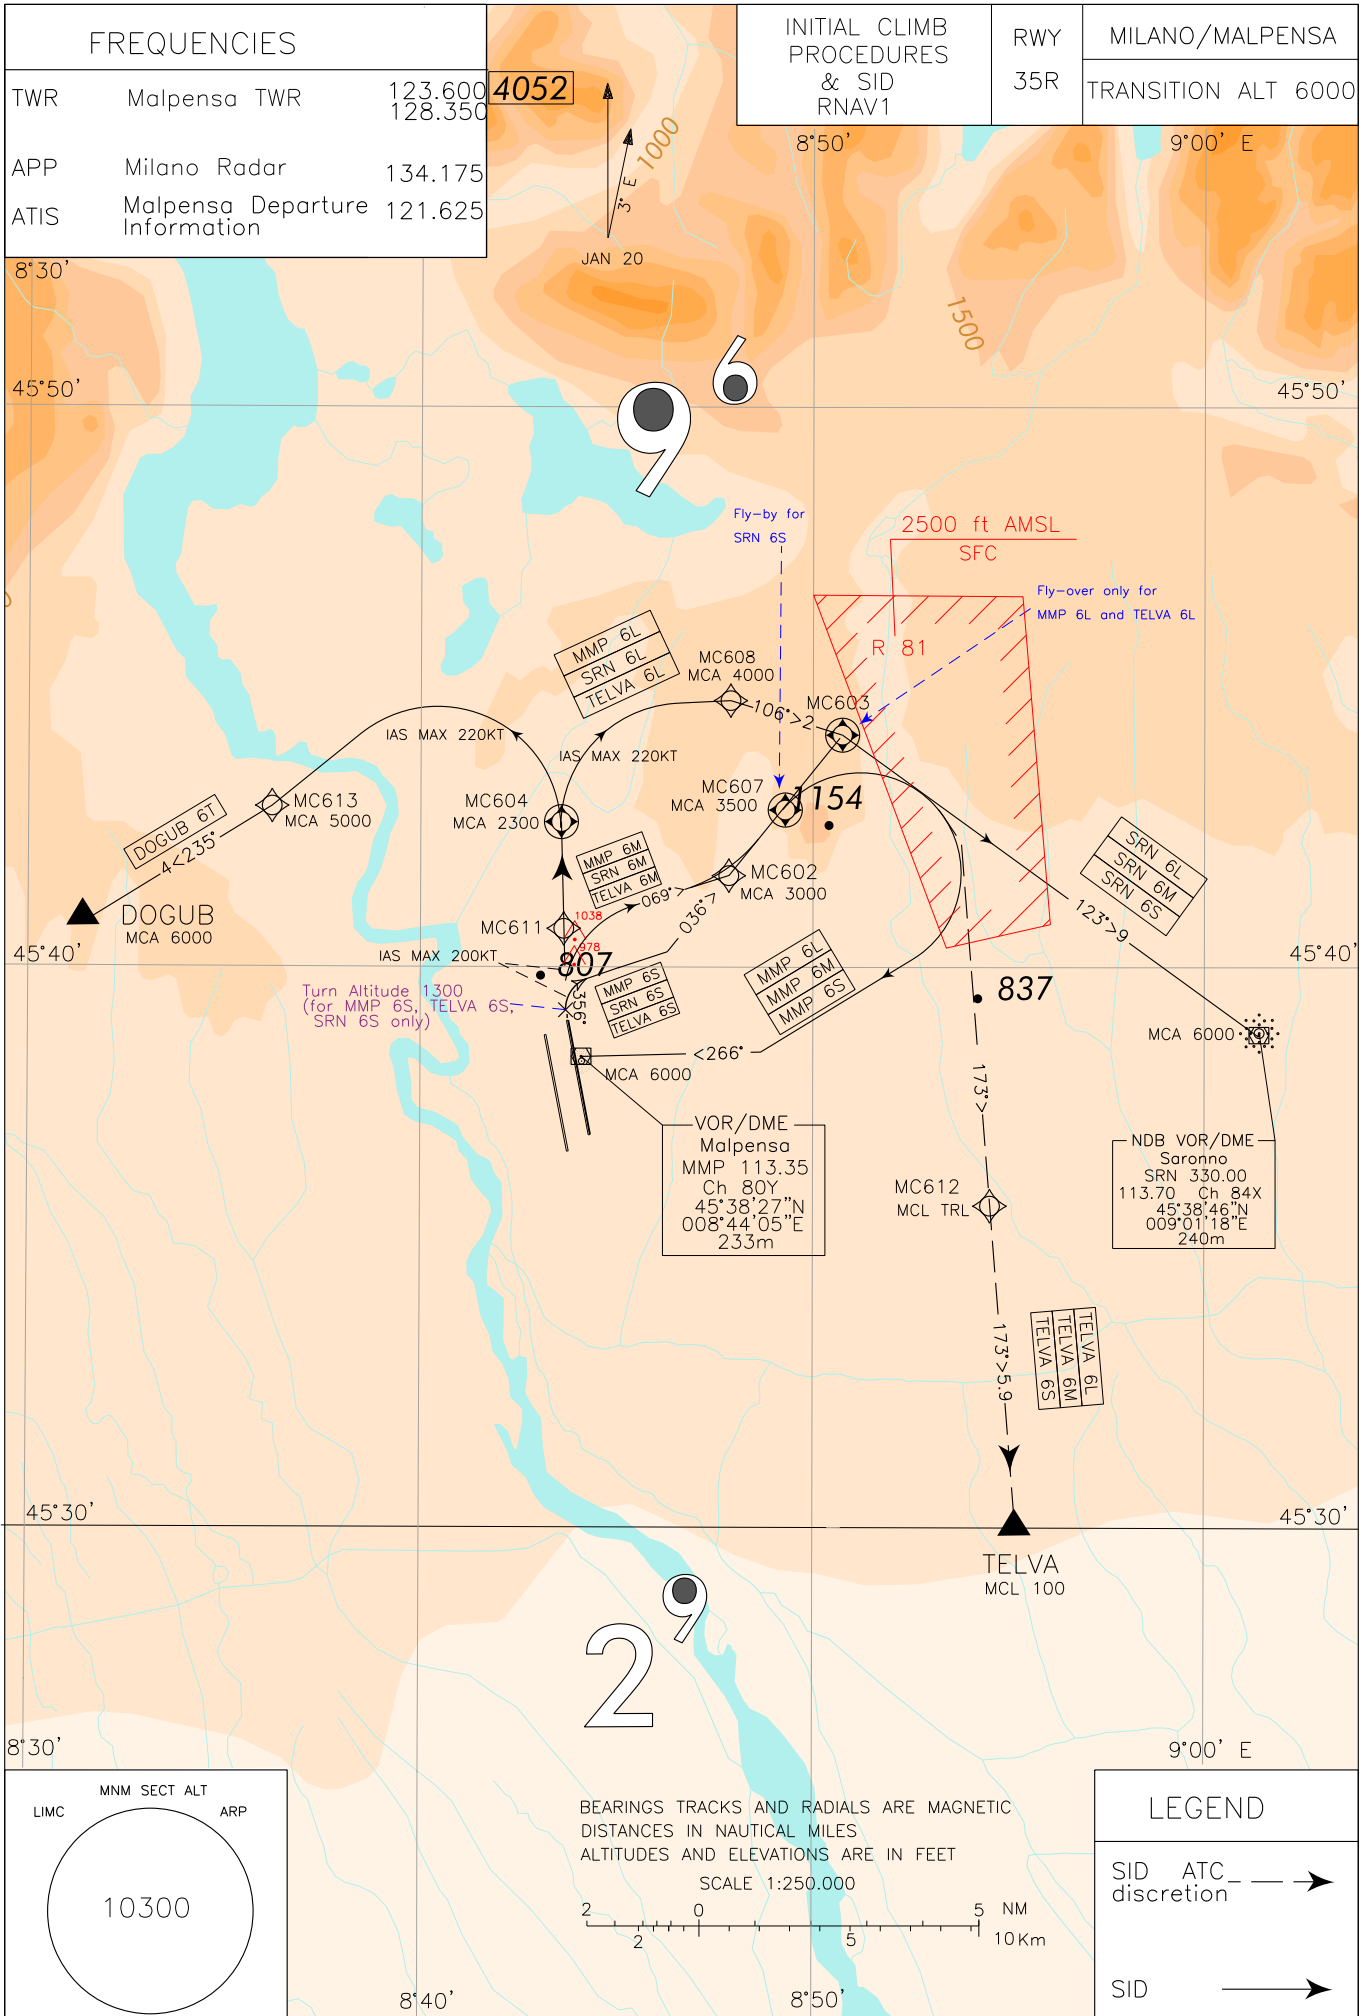 FREQUENCIES
TWR Malpensa TWR 123.600
128.350
APP Milano Radar 134.175
ATIS Malpensa Departure Information 121.625
4052
3° E
JAN 20
1000
INITIAL CLIMB
PROCEDURES
& SID
RNAV1
RWY
35R
MILANO/MALPENSA
TRANSITION ALT 6000
8°50'
9°00' E
8°30'
1500
45°50'
45°50'
9 6
Fly-by for
SRN 6S
2500 ft AMSL
SFC
R 81
Fly-over only for
MMP 6L and TELVA 6L
MMP 6L
SRN 6L
TELVA 6L
MC608
MCA 4000
106°>2
MC603
IAS MAX 220KT
IAS MAX 220KT
MC613
MCA 5000
DOGUB 6T
4<235°
DOGUB
MCA 6000
MC604
MCA 2300
MC607
MCA 3500
1154
MMP 6M
SRN 6M
TELVA 6M
069°>
036°>
MC602
MCA 3000
SRN 6L
SRN 6M
SRN 6S
123°>9
MC611
1038
978
45°40'
45°40'
IAS MAX 200KT
807
Turn Altitude 1300
(for MMP 6S, TELVA 6S,
SRN 6S only)
356°
MMP 6S
SRN 6S
TELVA 6S
MMP 6L
MMP 6M
MMP 6S
837
MCA 6000
<266°
MCA 6000
173°>
VOR/DME
Malpensa
MMP 113.35
Ch 80Y
45°38'27"N
008°44'05"E
233m
NDB VOR/DME
Saronno
SRN 330.00
113.70 Ch 84X
45°38'46"N
009°01'18"E
240m
MC612
MCL TRL
173°>5.9
TELVA 6L
TELVA 6M
TELVA 6S
45°30'
45°30'
TELVA
MCL 100
2 9
8°30'
9°00' E
MNM SECT ALT
LIMC ARP
10300
BEARINGS TRACKS AND RADIALS ARE MAGNETIC
DISTANCES IN NAUTICAL MILES
ALTITUDES AND ELEVATIONS ARE IN FEET
SCALE 1:250.000
2 0 5 NM
2 5 10Km
8°40'
8°50'
LEGEND
SID ATC
discretion
SID